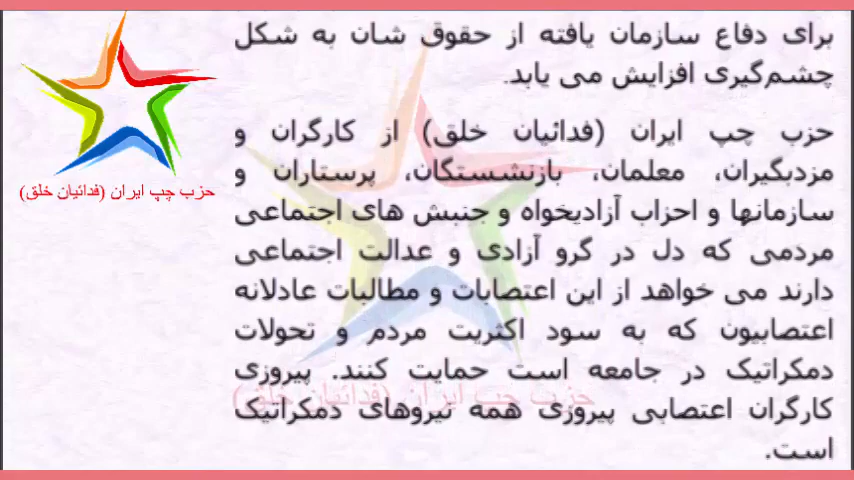 برای دفاع سازمان یافته از حقوق شان به شکل
چشم‌گیری افزایش می یابد.
حزب چپ ایران (فدائیان خلق) از کارگران و
مزدبگیران، معلمان، بازنشستگان، پرستاران و
سازمانها و احزاب آزادیخواه و جنبش های اجتماعی
مردمی که دل در گرو آزادی و عدالت اجتماعی
دارند می خواهد از این اعتصابات و مطالبات عادلانه
اعتصابیون که به سود اکثریت مردم و تحولات
دمکراتیک در جامعه است حمایت کنند. پیروزی
کارگران اعتصابی پیروزی همه نیروهای دمکراتیک
است.
حزب چپ ایران (فدائیان خلق)
حزب چپ ایران (فدائیان خلق)